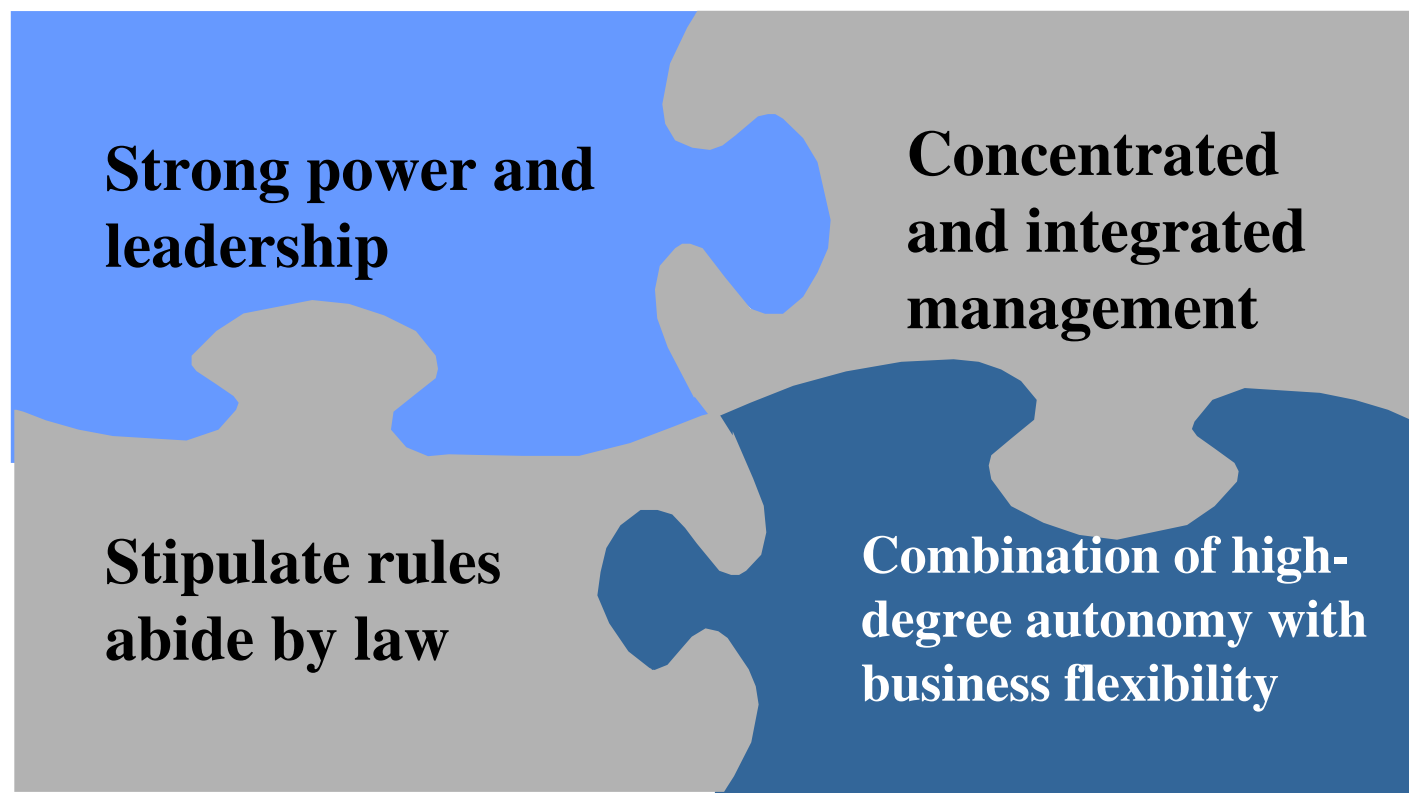 Strong power and
leadership
Concentrated
and integrated
management
Stipulate rules
abide by law
Combination of high-
degree autonomy with
business flexibility